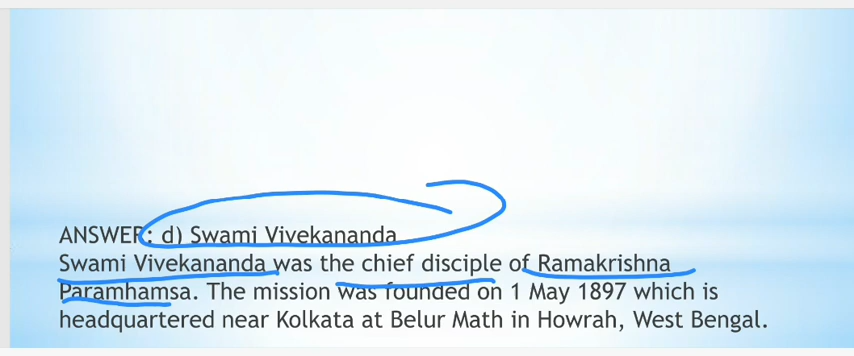 ANSWER: d) Swami Vivekananda
Swami Vivekananda was the chief disciple of Ramakrishna
Paramhamsa. The mission was founded on 1 May 1897 which is
headquartered near Kolkata at Belur Math in Howrah, West Bengal.